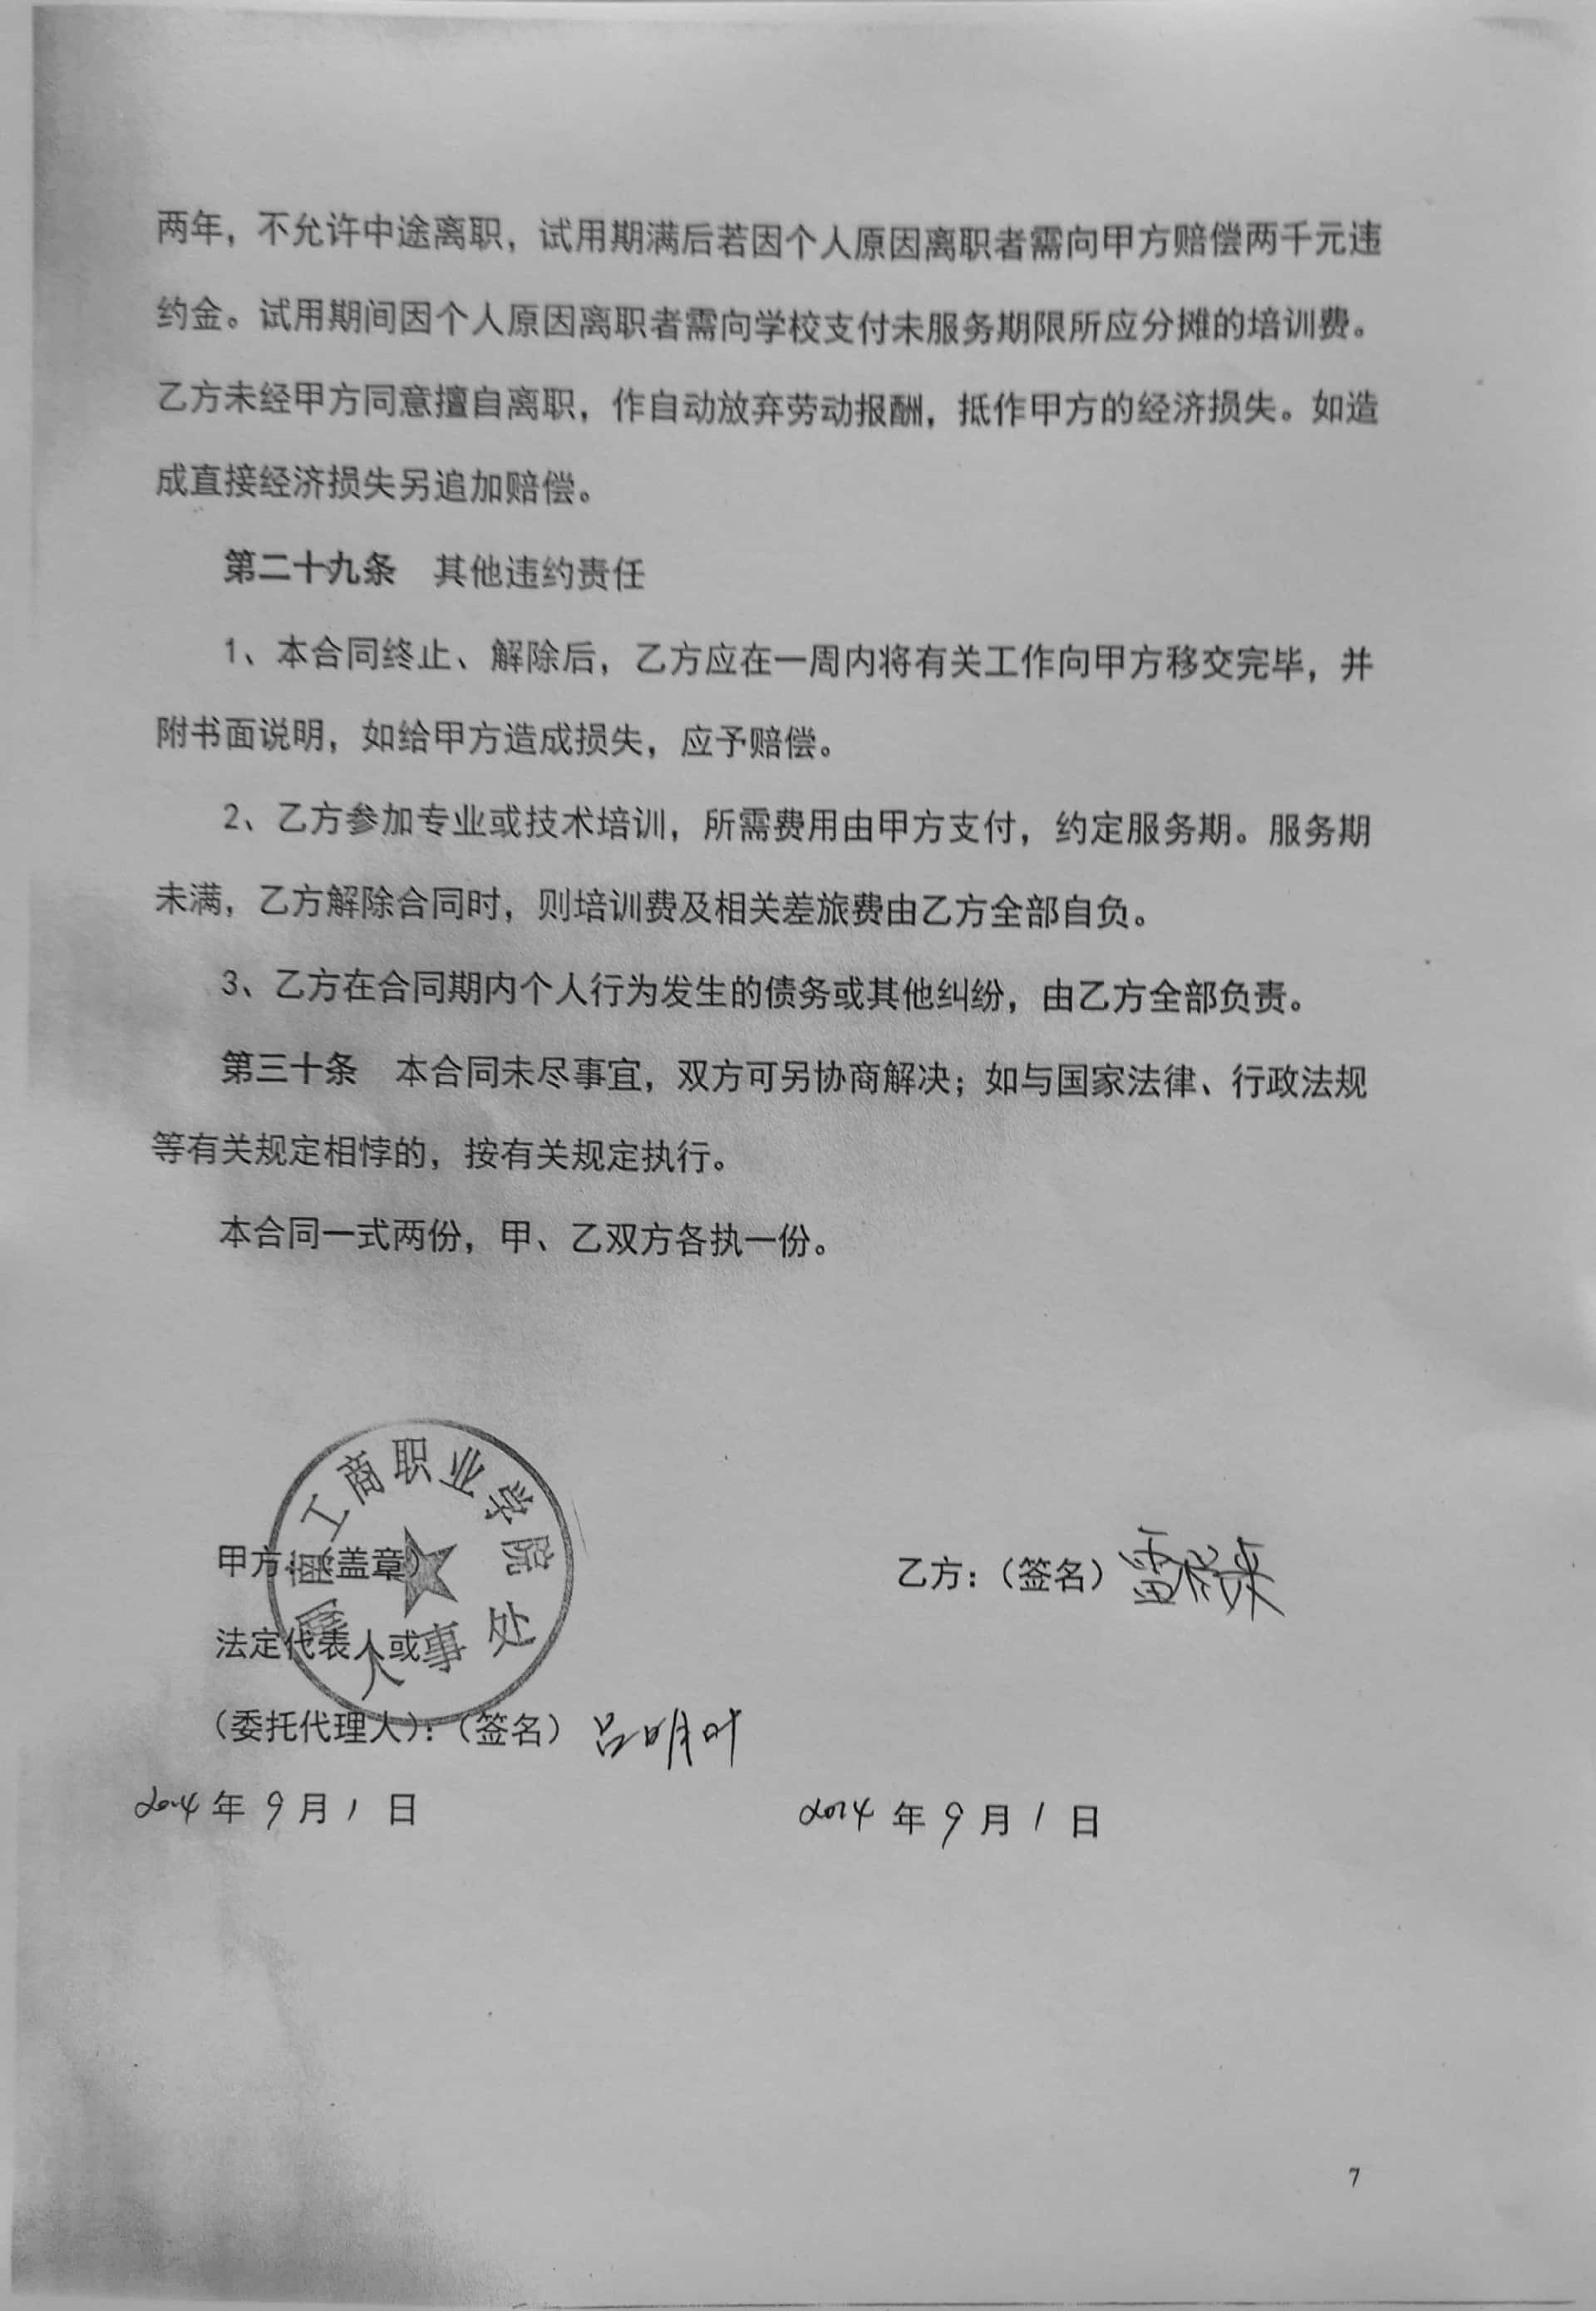 两年，不允许中途离职，试用期满后若因个人原因离职者需向甲方赔偿两千元违
约金。试用期间因个人原因离职者需向学校支付未服务期限所应分摊的培训费。
乙方未经甲方同意擅自离职，作自动放弃劳动报酬，抵作甲方的经济损失。如造
成直接经济损失另追加赔偿。
第二十九条 其他违约责任
1、本合同终止、解除后，乙方应在一周内将有关工作向甲方移交完毕，并
附书面说明，如给甲方造成损失，应予赔偿。
2、乙方参加专业或技术培训，所需费用由甲方支付，约定服务期。服务期
未满，乙方解除合同时，则培训费及相关差旅费由乙方全部自负。
3、乙方在合同期内个人行为发生的债务或其他纠纷，由乙方全部负责。
第三十条 本合同未尽事宜，双方可另协商解决；如与国家法律、行政法规
等有关规定相悖的，按有关规定执行。
本合同一式两份，甲、乙双方各执一份。
工商职业学院
人事处
甲方：（盖章）
乙方：（签名）雷
法定代表人或
（委托代理人）：（签名）吕明叶
年 9 月 1 日
2024 年 9 月 1 日
7